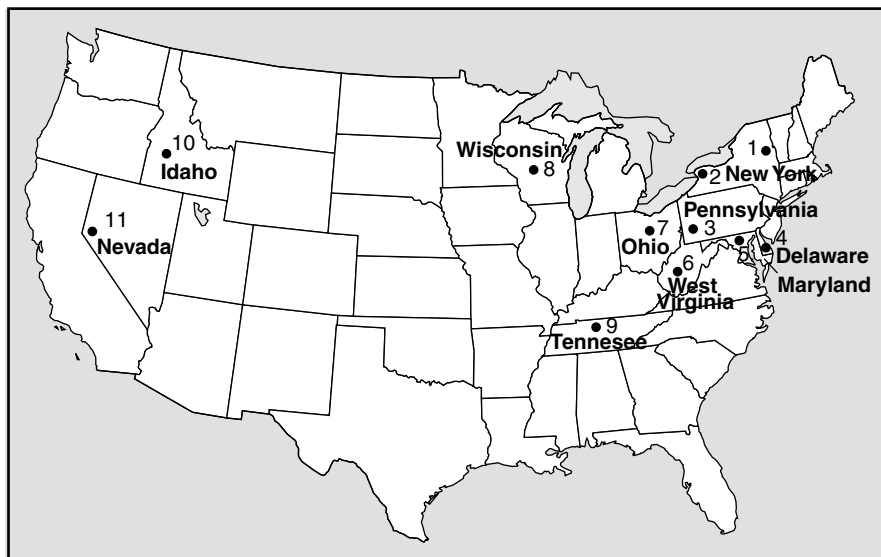 1
10
Wisconsin
8
2
New York
Idaho
Pennsylvania
11
7
3
Nevada
Ohio
4
5
Delaware
6
West
Maryland
Virginia
9
Tennesee